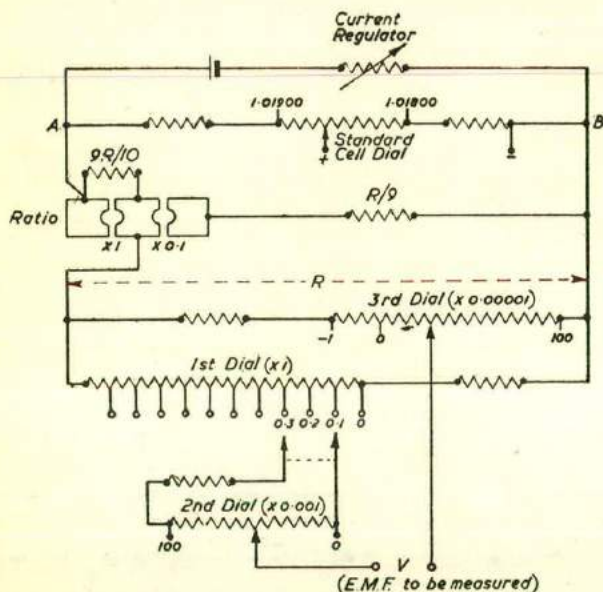 Current
Regulator
A
1·01900
1·01800
B
+
Standard
Cell Dial
-
9R/10
Ratio
X1
X0·1
R/9
R
3rd Dial (x0·00001)
-1
0
100
1st Dial (x1)
0·3
0·2
0·1
0
2nd Dial (x0·001)
100
0
V
(E.M.F. to be measured)